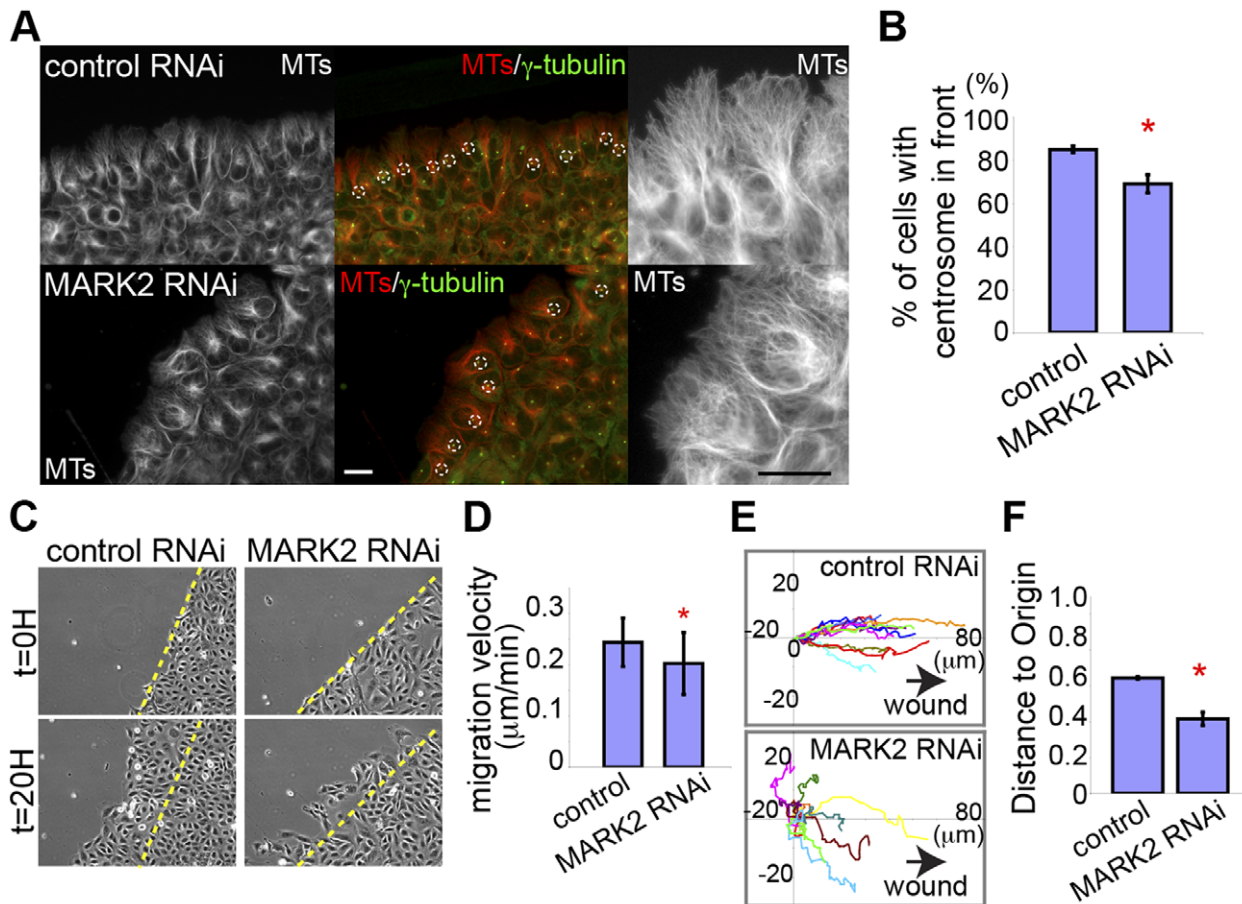 A
control RNAi MTs
MTs/γ-tubulin
MTs
MARK2 RNAi
MTs
MTs/γ-tubulin
MTs
B
(%)
% of cells with
centrosome in front
100
80
60
40
20
0
*
control
MARK2 RNAi
C
control RNAi MARK2 RNAi
t=0H
t=20H
D
migration velocity
(μm/min)
0.3
0.2
0.1
0
*
control
MARK2 RNAi
E
control RNAi
20
-20
0
80
(μm)
-20
wound
MARK2 RNAi
20
-20
0
80
(μm)
-20
wound
F
Distance to Origin
1.0
0.8
0.6
0.4
0.2
0
*
control
MARK2 RNAi